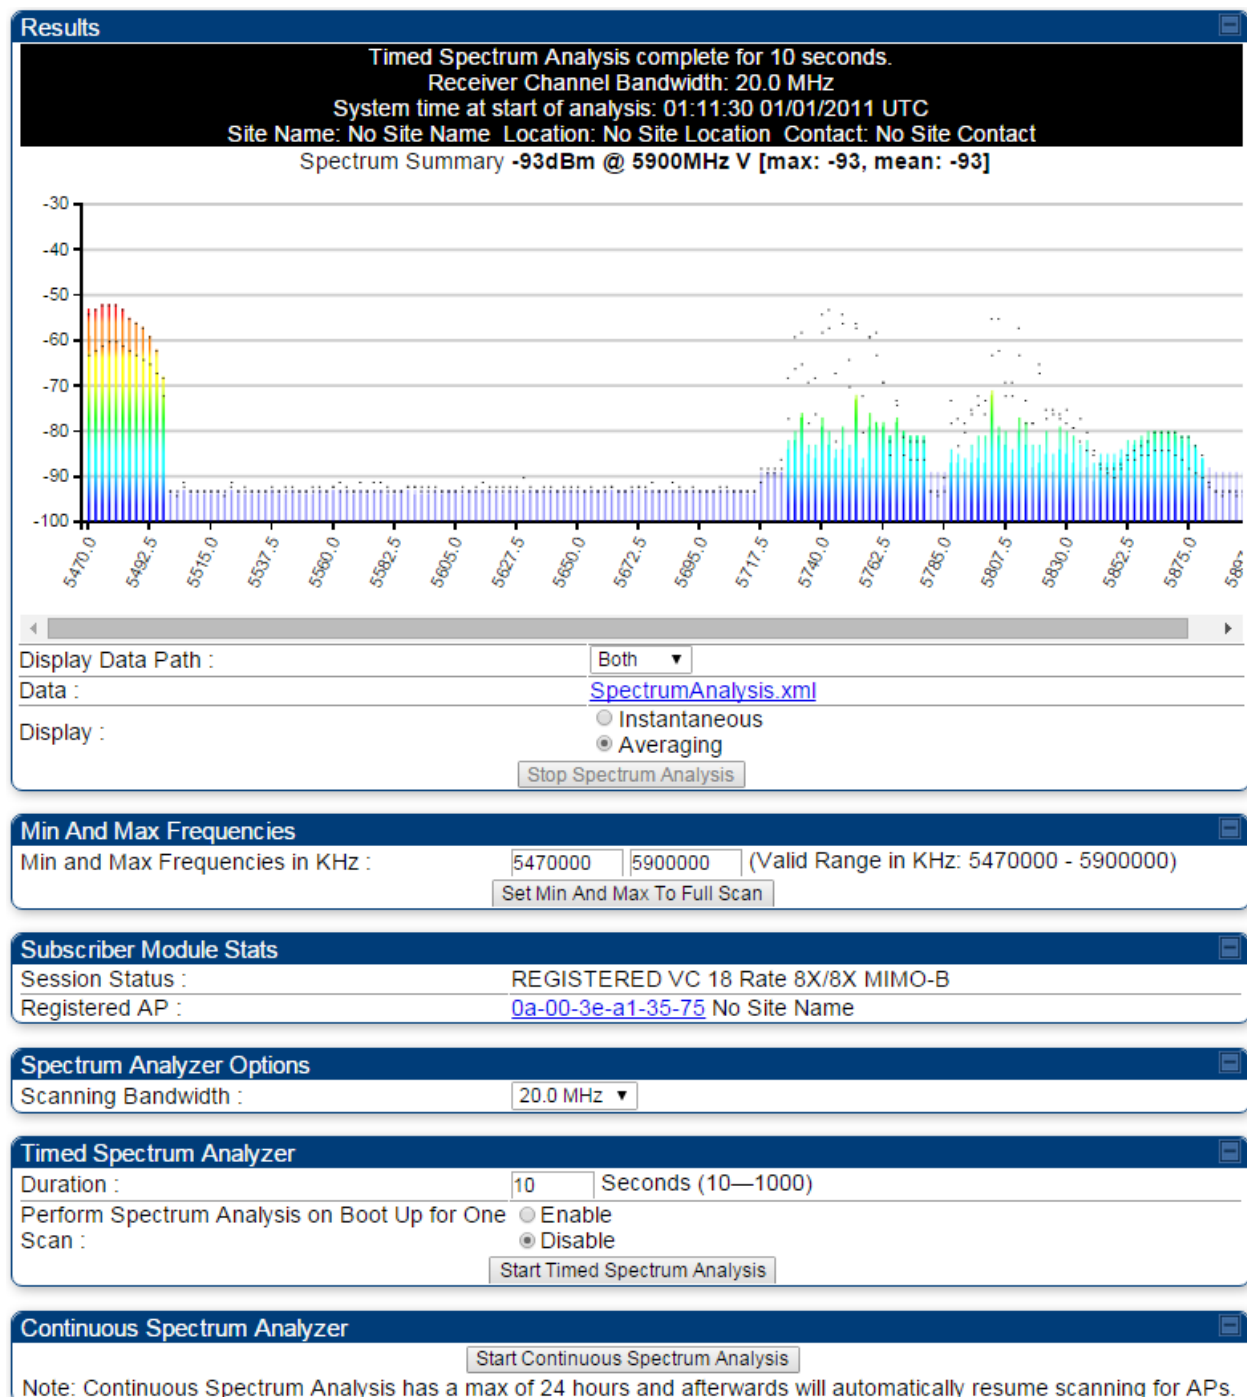 Results
Timed Spectrum Analysis complete for 10 seconds.
Receiver Channel Bandwidth: 20.0 MHz
System time at start of analysis: 01:11:30 01/01/2011 UTC
Site Name: No Site Name  Location: No Site Location  Contact: No Site Contact
Spectrum Summary -93dBm @ 5900MHz V [max: -93, mean: -93]
-30
-40
-50
-60
-70
-80
-90
-100
5470.0 5492.5 5515.0 5537.5 5560.0 5582.5 5605.0 5627.5 5650.0 5672.5 5695.0 5717.5 5740.0 5762.5 5785.0 5807.5 5830.0 5852.5 5875.0
Display Data Path : Both
Data : SpectrumAnalysis.xml
Display :
Instantaneous
Averaging
Stop Spectrum Analysis
Min And Max Frequencies
Min and Max Frequencies in KHz : 5470000 5900000 (Valid Range in KHz: 5470000 - 5900000)
Set Min And Max To Full Scan
Subscriber Module Stats
Session Status : REGISTERED VC 18 Rate 8X/8X MIMO-B
Registered AP : 0a-00-3e-a1-35-75 No Site Name
Spectrum Analyzer Options
Scanning Bandwidth : 20.0 MHz
Timed Spectrum Analyzer
Duration : 10 Seconds (10—1000)
Perform Spectrum Analysis on Boot Up for One Enable
Scan : Disable
Start Timed Spectrum Analysis
Continuous Spectrum Analyzer
Start Continuous Spectrum Analysis
Note: Continuous Spectrum Analysis has a max of 24 hours and afterwards will automatically resume scanning for APs.